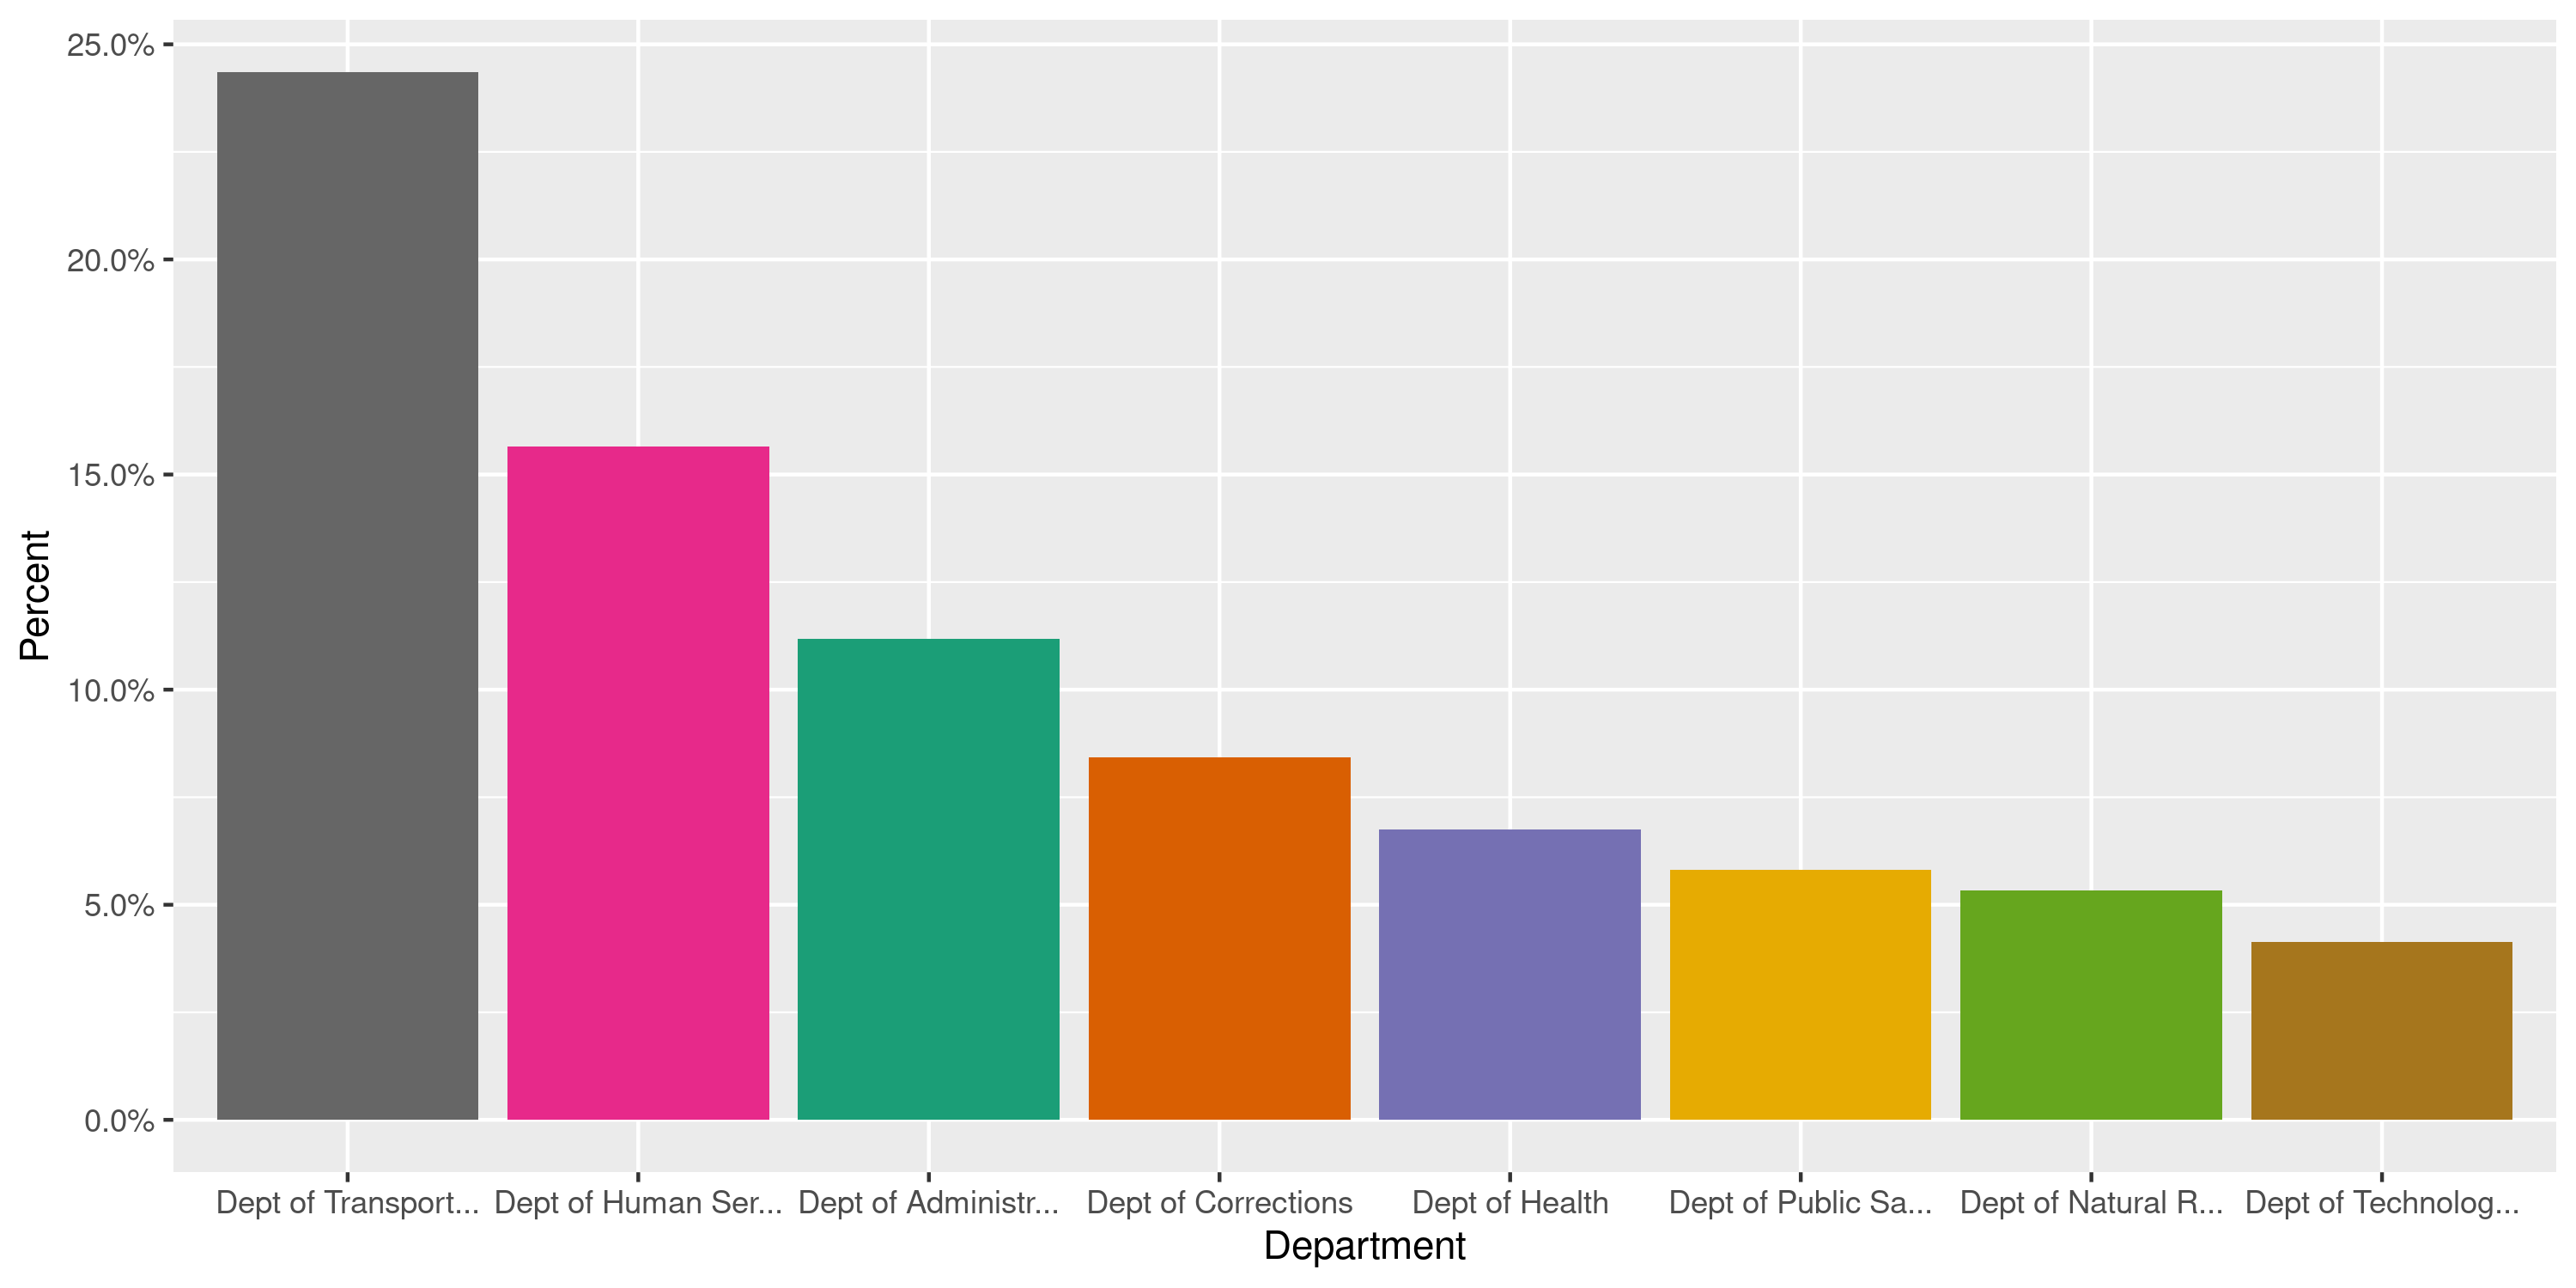 25.0%
20.0%
15.0%
10.0%
5.0%
0.0%
Percent
Dept of Transport... Dept of Human Ser... Dept of Administr... Dept of Corrections Dept of Health Dept of Public Sa... Dept of Natural R... Dept of Technolog...
Department